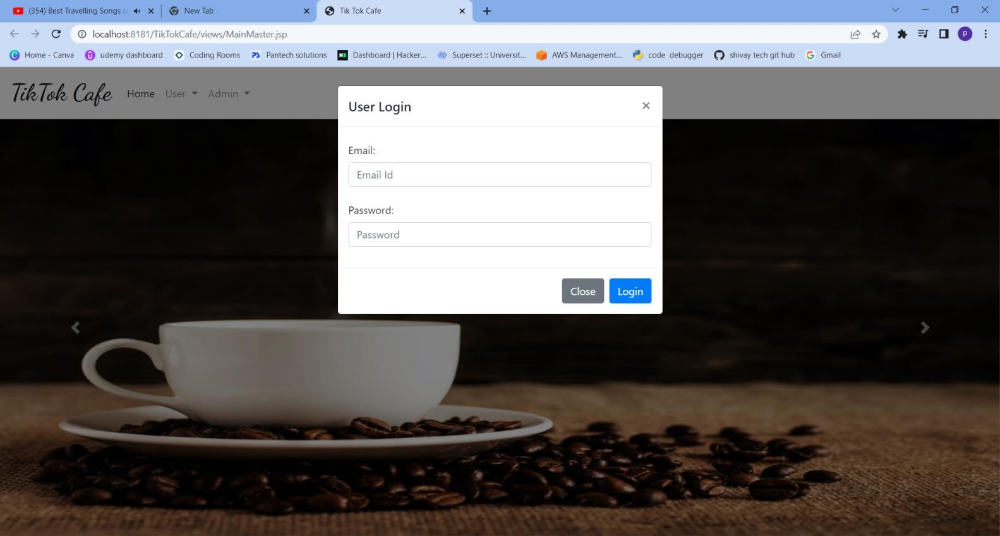 (354) Best Travelling Songs
New Tab
Tik Tok Cafe
localhost:8181/TikTokCafe/views/MainMaster.jsp
P
Home - Canva
udemy dashboard
Coding Rooms
PS Pantech solutions
Dashboard | Hacker...
Superset :: Universit...
AWS Management...
code debugger
shivay tech git hub
Gmail
TikTok Cafe
Home
User
Admin
User Login
×
Email:
Email Id
Password:
Password
Close
Login